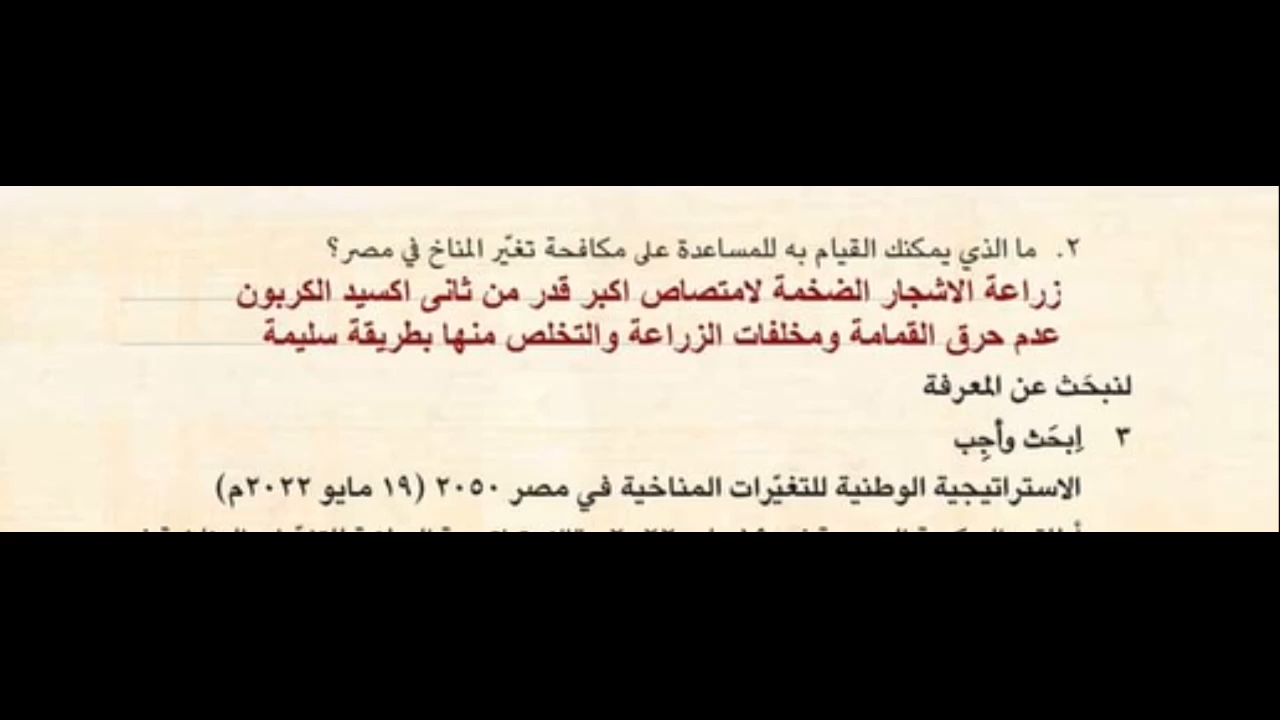 ٢. ما الذي يمكنك القيام به للمساعدة على مكافحة تغيّر المناخ في مصر؟
زراعة الاشجار الضخمة لامتصاص اكبر قدر من ثانى اكسيد الكربون
عدم حرق القمامة ومخلفات الزراعة والتخلص منها بطريقة سليمة
لنبحَث عن المعرفة
٣ اِبحَث وأجِب
الاستراتيجية الوطنية للتغيّرات المناخية في مصر ٢٠٥٠ (١٩ مايو ٢٠٢٢م)